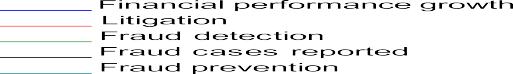 Financial performance growth
Litigation
Fraud detection
Fraud cases reported
Fraud prevention